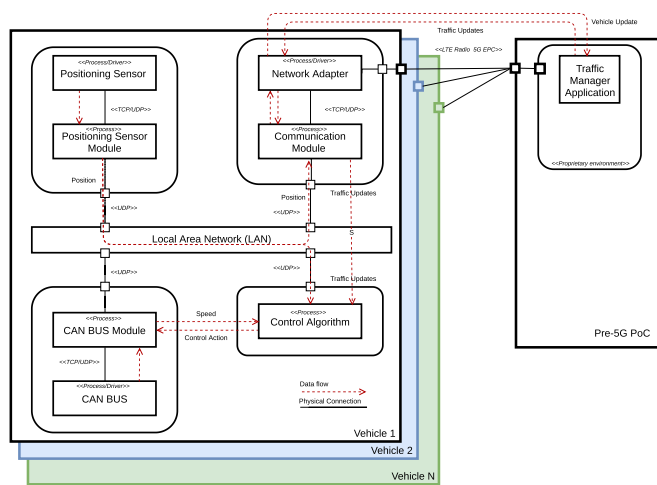 Vehicle Update
Traffic Updates
<<LTE Radio 5G EPC>>
<<Process/Driver>>
Positioning Sensor
<<TCP/UDP>>
<<Process>>
Positioning Sensor
Module
Position
<<UDP>>
<<Process/Driver>>
Network Adapter
<<TCP/UDP>>
<<Process>>
Communication
Module
Position
Traffic Updates
<<UDP>>
S
Traffic
Manager
Application
<<Proprietary environment>>
Local Area Network (LAN)
<<UDP>>
<<UDP>>
Traffic Updates
<<Process>>
CAN BUS Module
Speed
Control Action
<<Process>>
Control Algorithm
<<TCP/UDP>>
<<Process/Driver>>
CAN BUS
Data flow
Physical Connection
Pre-5G PoC
Vehicle 1
Vehicle 2
Vehicle N